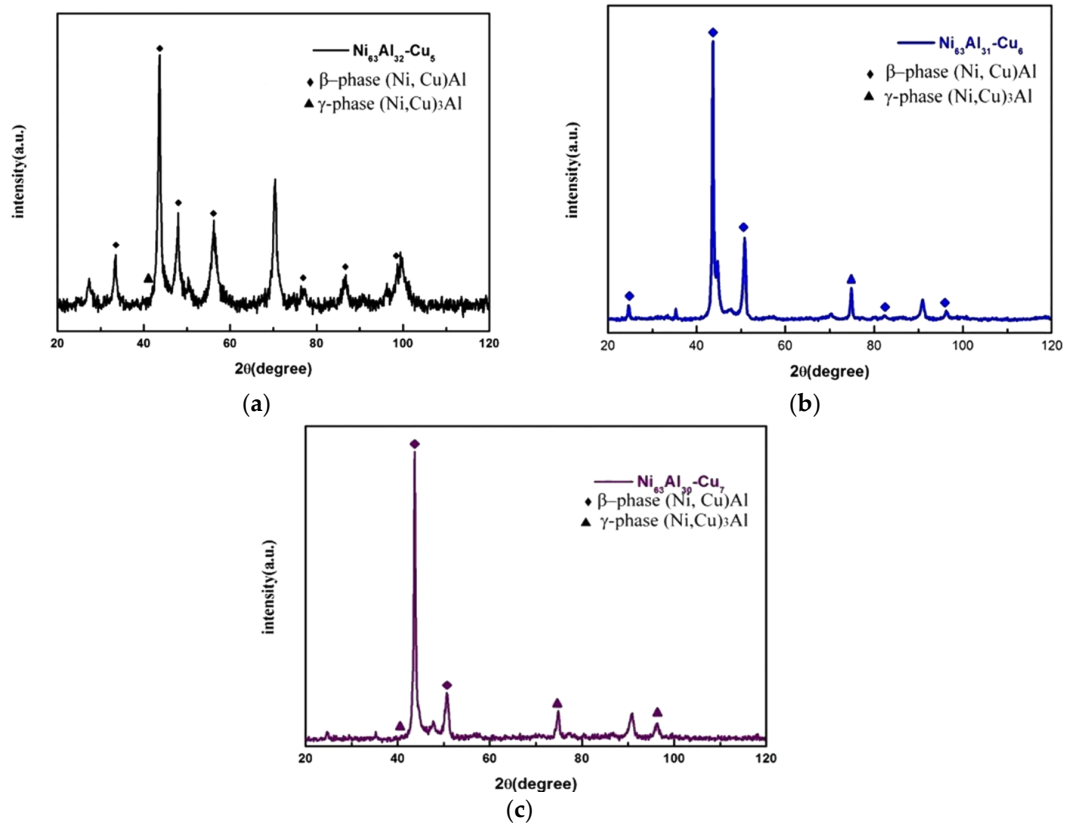 Ni₆₃Al₃₂-Cu₅
β–phase (Ni, Cu)Al
γ-phase (Ni,Cu)₃Al
intensity(a.u.)
20 40 60 80 100 120
2θ(degree)
(a)
Ni₆₃Al₃₁-Cu₆
β–phase (Ni, Cu)Al
γ-phase (Ni,Cu)₃Al
intensity(a.u.)
20 40 60 80 100 120
2θ(degree)
(b)
Ni₆₃Al₃₀-Cu₇
β–phase (Ni, Cu)Al
γ-phase (Ni,Cu)₃Al
intensity(a.u.)
20 40 60 80 100 120
2θ(degree)
(c)